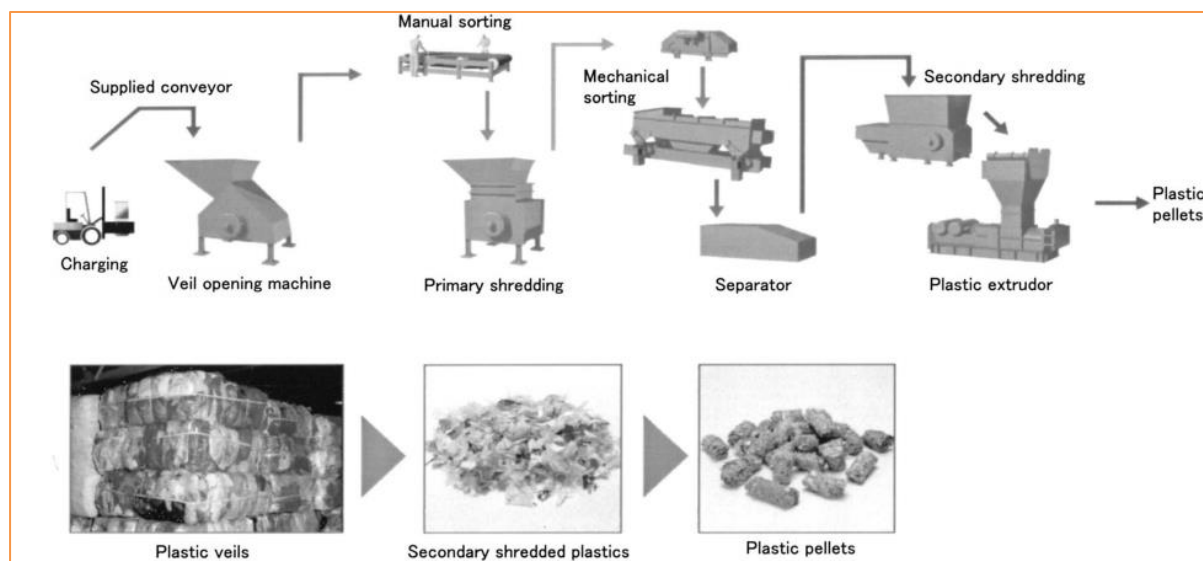 Manual sorting
Supplied conveyor
Mechanical
sorting
Secondary shredding
Plastic
pellets
Charging
Veil opening machine
Primary shredding
Separator
Plastic extrudor
Plastic veils
Secondary shredded plastics
Plastic pellets